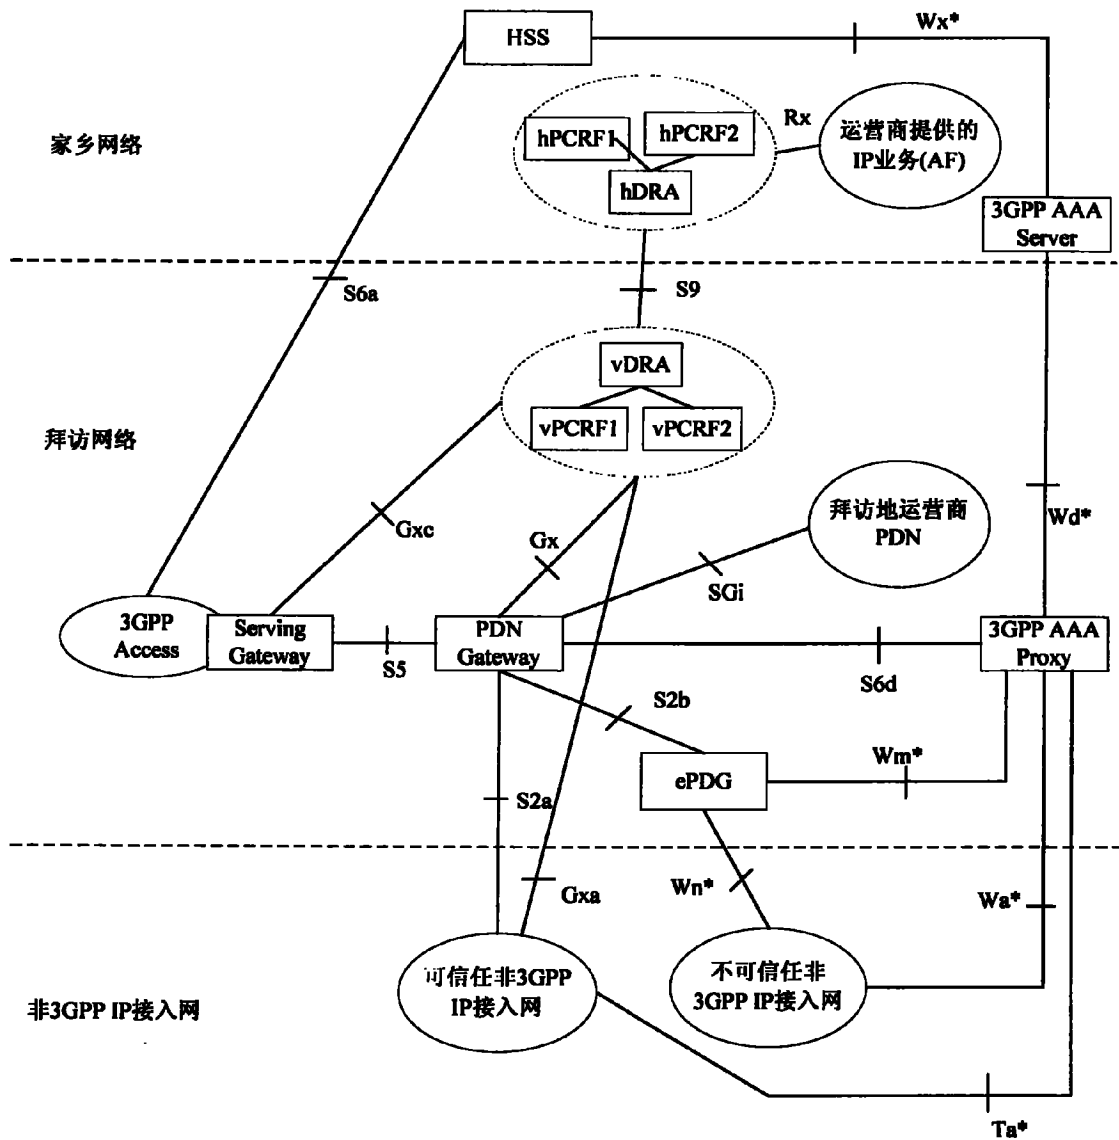 Wx*
HSS
家乡网络
hPCRF1
hPCRF2
hDRA
Rx
运营商提供的
IP业务(AF)
3GPP AAA
Server
S6a
S9
拜访网络
vDRA
vPCRF1
vPCRF2
Gxc
Gx
SGi
拜访地运营商
PDN
Wd*
3GPP
Access
Serving
Gateway
S5
PDN
Gateway
S6d
3GPP AAA
Proxy
S2b
ePDG
Wm*
S2a
Gxa
Wn*
Wa*
非3GPP IP接入网
可信任非3GPP
IP接入网
不可信任非
3GPP IP接入网
Ta*